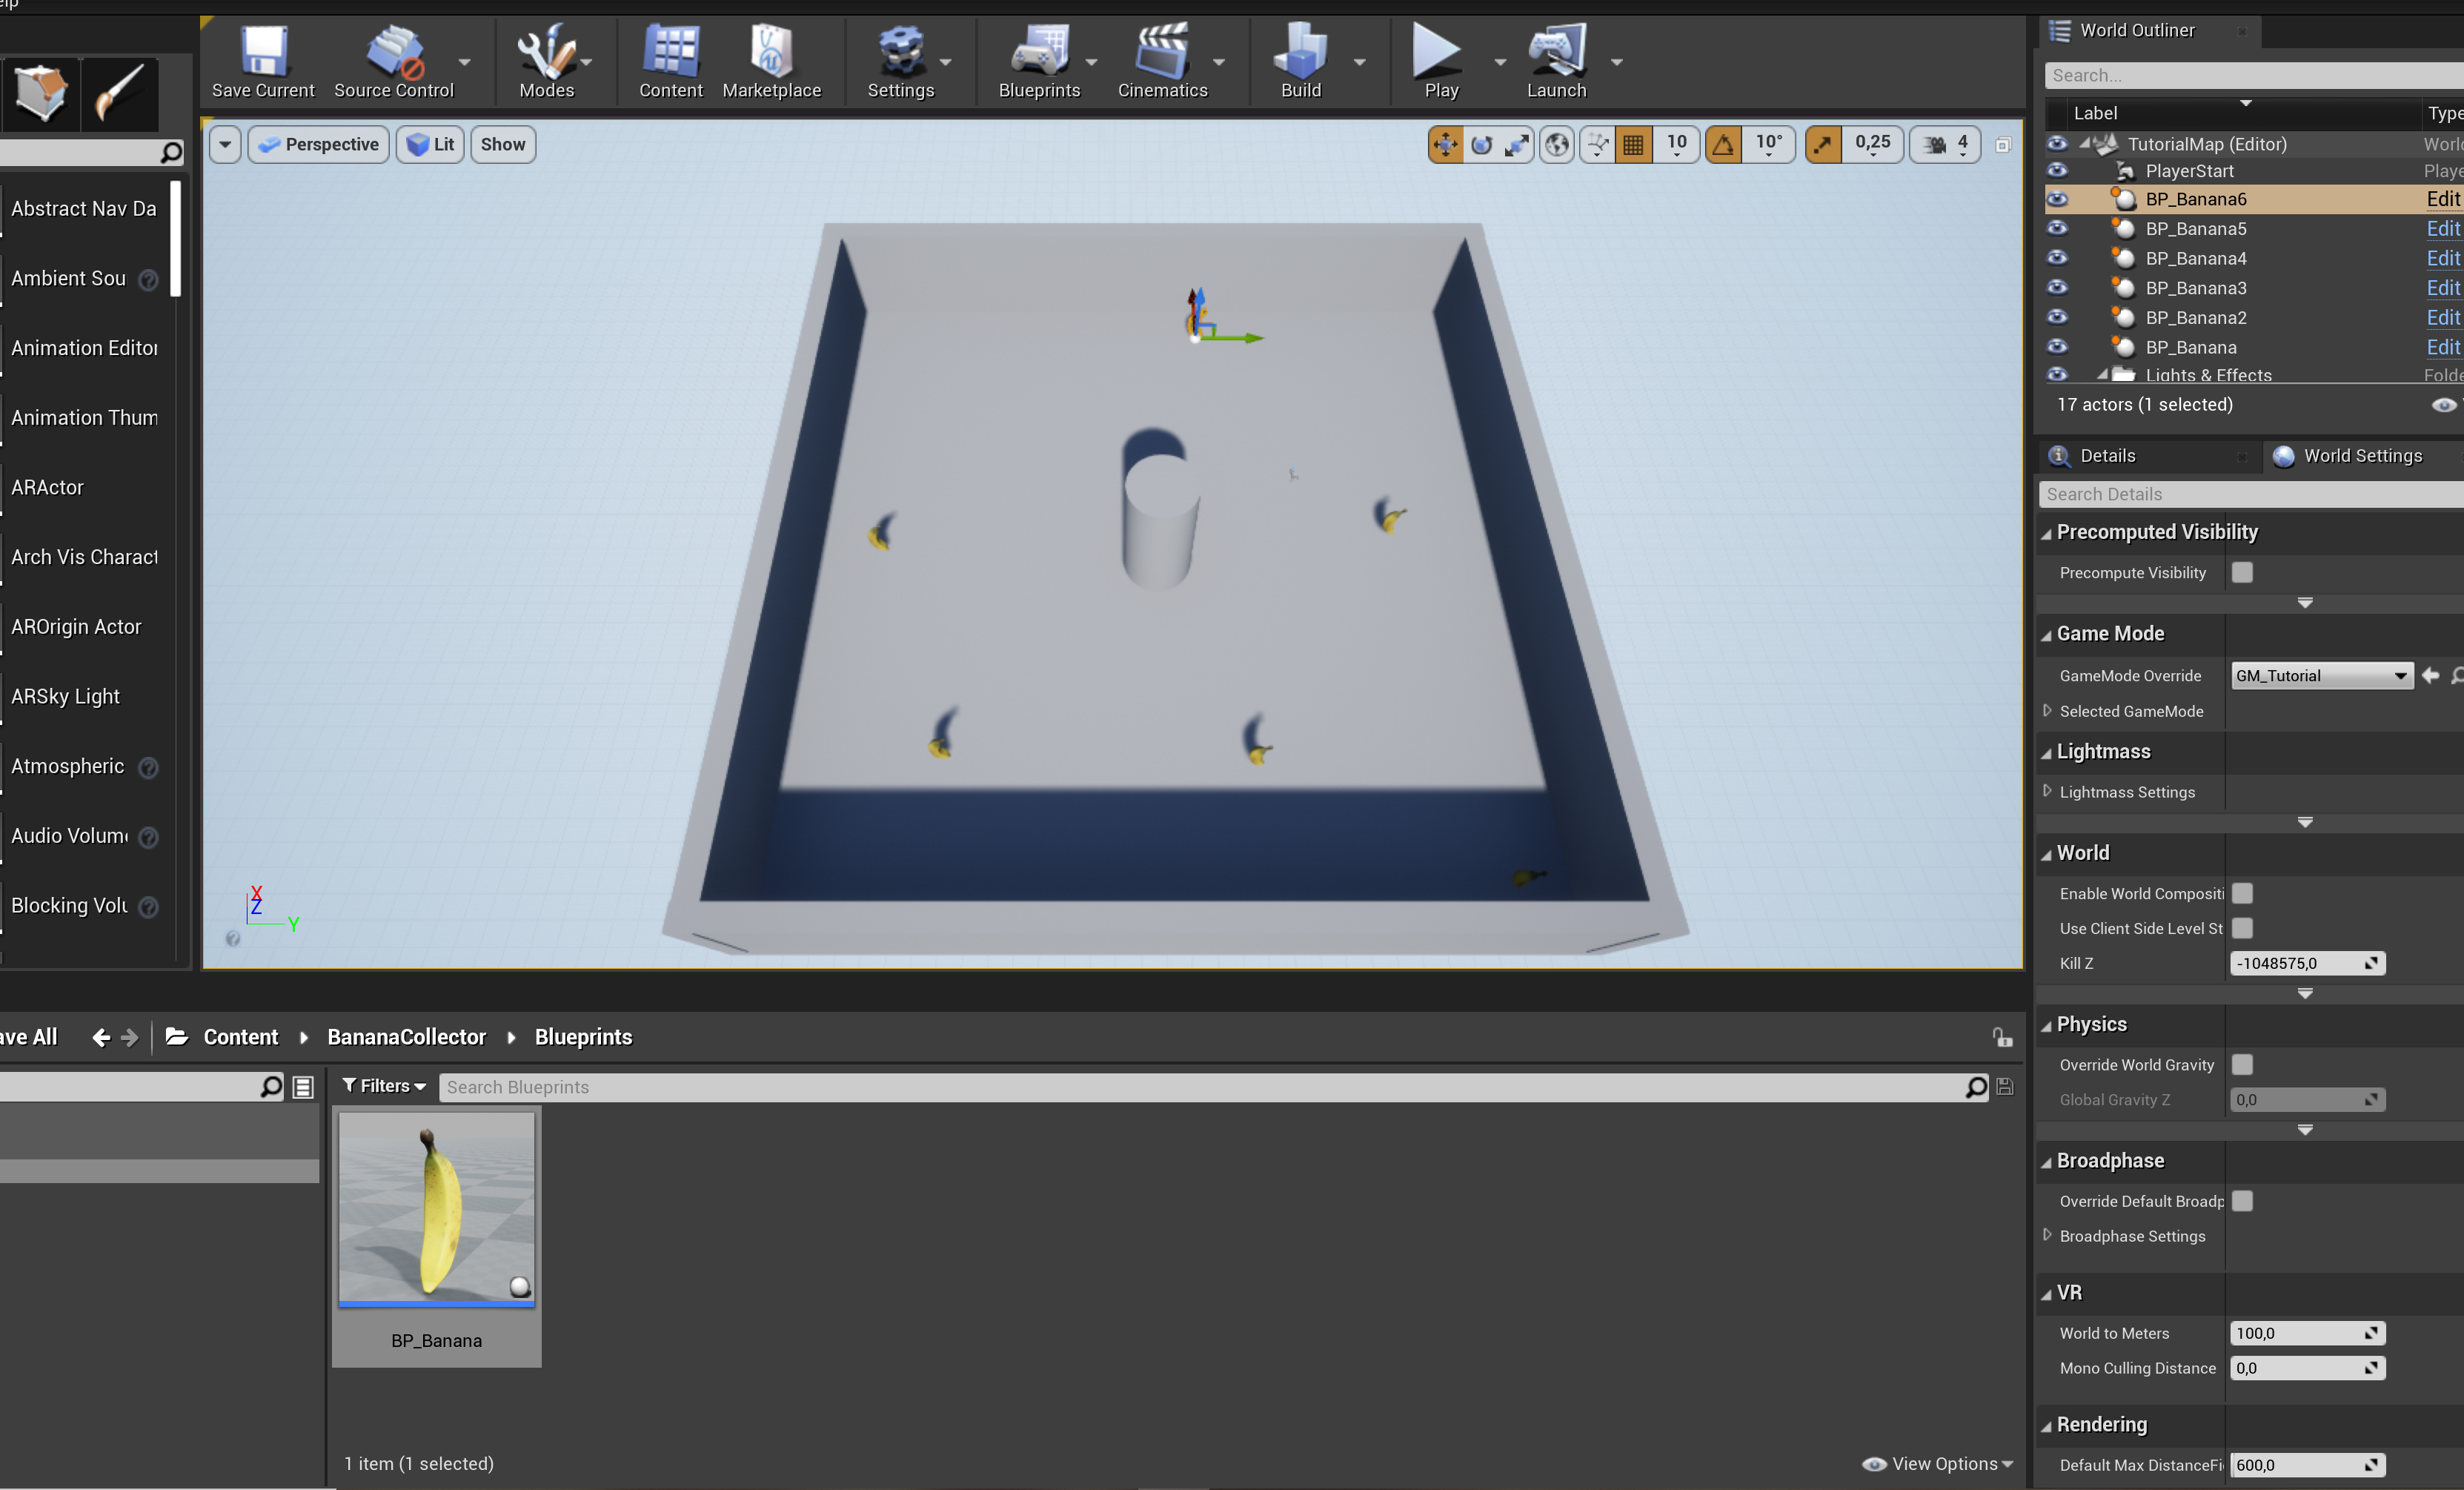 elp
Save Current
Source Control
Modes
Content
Marketplace
Settings
Blueprints
Cinematics
Build
Play
Launch
Perspective
Lit
Show
10
10°
0,25
4
Abstract Nav Da
Ambient Sou
Animation Editor
Animation Thum
ARActor
Arch Vis Charact
AROrigin Actor
ARSky Light
Atmospheric
Audio Volum
Blocking Volu
X
Z
Y
World Outliner
Search...
Label
Type
TutorialMap (Editor)
World
PlayerStart
Playe
BP_Banana6
Edit
BP_Banana5
Edit
BP_Banana4
Edit
BP_Banana3
Edit
BP_Banana2
Edit
BP_Banana
Edit
Lights & Effects
Folde
17 actors (1 selected)
Details
World Settings
Search Details
Precomputed Visibility
Precompute Visibility
Game Mode
GameMode Override
GM_Tutorial
Selected GameMode
Lightmass
Lightmass Settings
World
Enable World Compositi
Use Client Side Level St
Kill Z
-1048575,0
Physics
Override World Gravity
Global Gravity Z
0,0
Broadphase
Override Default Broadp
Broadphase Settings
VR
World to Meters
100,0
Mono Culling Distance
0,0
Rendering
Default Max DistanceFi
600,0
ave All
Content
BananaCollector
Blueprints
Filters
Search Blueprints
BP_Banana
1 item (1 selected)
View Options